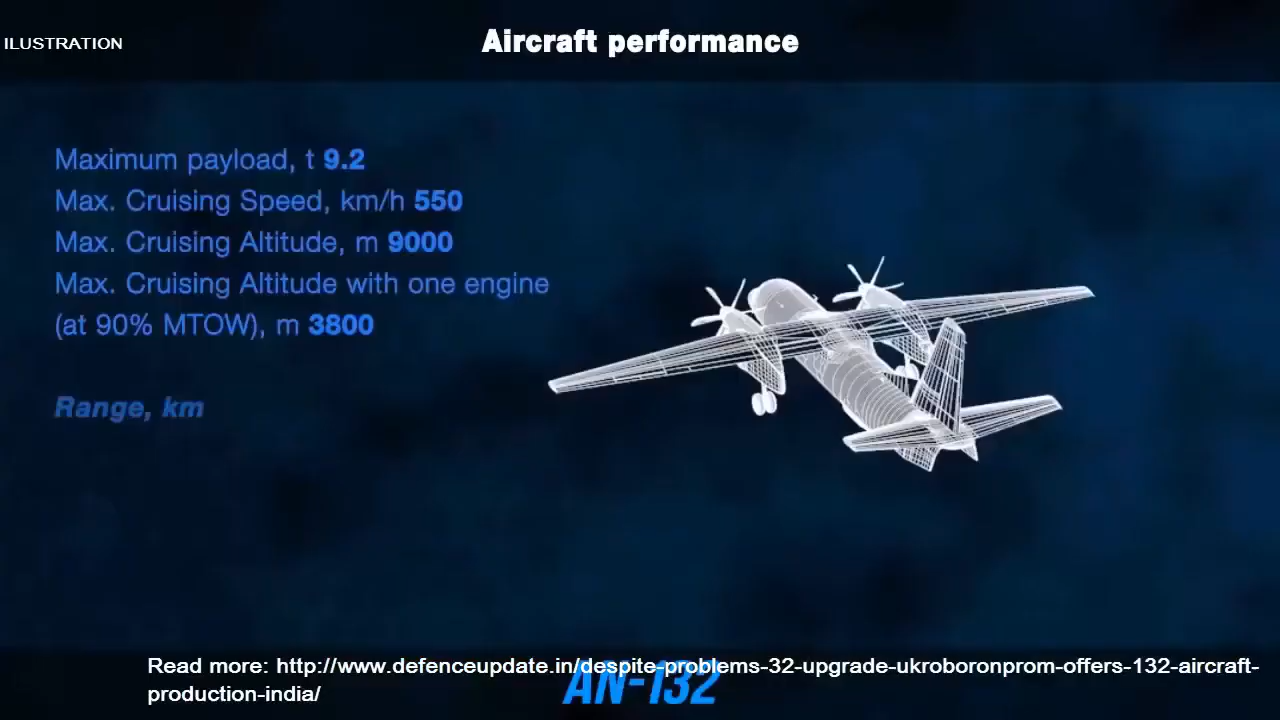 ILUSTRATION
Aircraft performance
Maximum payload, t 9.2
Max. Cruising Speed, km/h 550
Max. Cruising Altitude, m 9000
Max. Cruising Altitude with one engine
(at 90% MTOW), m 3800
Range, km
Read more: http://www.defenceupdate.in/despite-problems-32-upgrade-ukroboronprom-offers-132-aircraft-
production-india/
AN-132